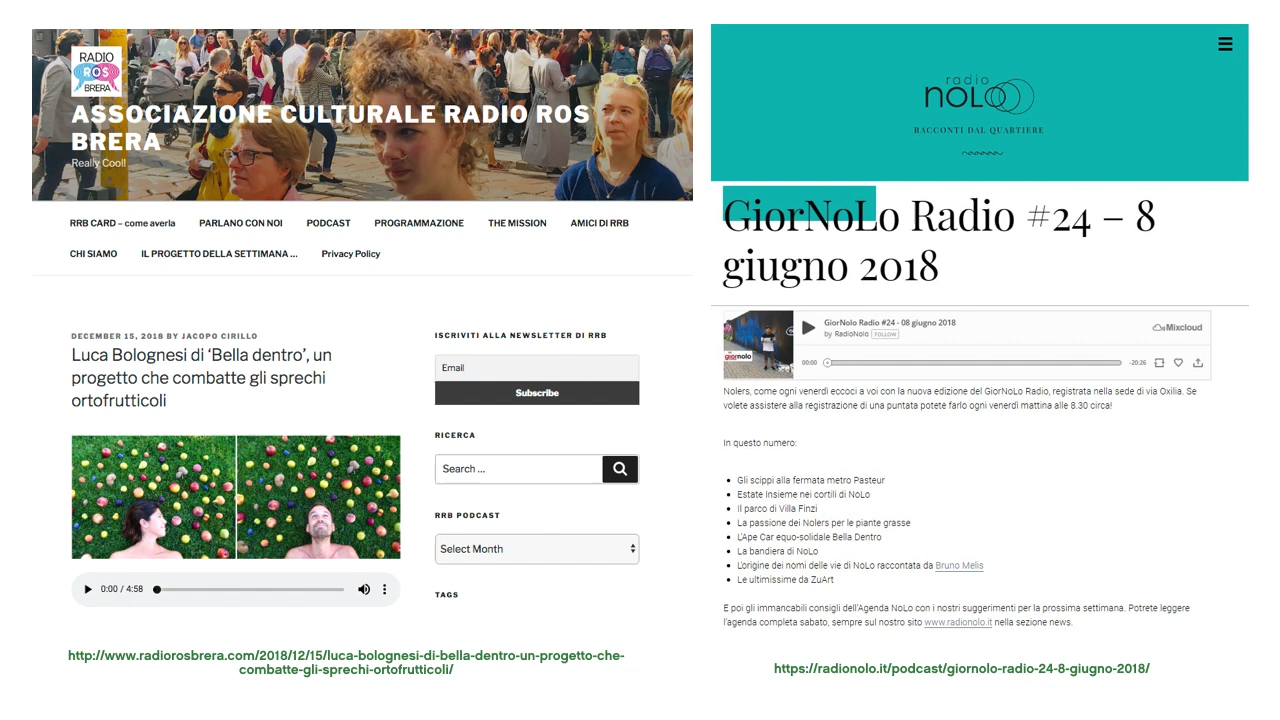 RADIO
ROS
BRERA
ASSOCIAZIONE CULTURALE RADIO ROS
BRERA
Really Cool!
RRB CARD – come averla
PARLANO CON NOI
PODCAST
PROGRAMMAZIONE
THE MISSION
AMICI DI RRB
CHI SIAMO
IL PROGETTO DELLA SETTIMANA ...
Privacy Policy
DECEMBER 15, 2018 BY JACOPO CIRILLO
Luca Bolognesi di ‘Bella dentro’, un
progetto che combatte gli sprechi
ortofrutticoli
0:00 / 4:58
ISCRIVITI ALLA NEWSLETTER DI RRB
Email
Subscribe
RICERCA
Search ...
RRB PODCAST
Select Month
TAGS
http://www.radiorosbrera.com/2018/12/15/luca-bolognesi-di-bella-dentro-un-progetto-che-
combatte-gli-sprechi-ortofrutticoli/
radio
noLo
RACCONTI DAL QUARTIERE
GiorNoLo Radio #24 – 8
giugno 2018
giornolo
GiorNolo Radio #24 - 08 giugno 2018
by RadioNolo FOLLOW
Mixcloud
00:00
-20:26
Nolers, come ogni venerdì eccoci a voi con la nuova edizione del GiorNoLo Radio, registrata nella sede di via Oxilia. Se
volete assistere alla registrazione di una puntata potete farlo ogni venerdì mattina alle 8.30 circa!
In questo numero:
Gli scippi alla fermata metro Pasteur
Estate Insieme nei cortili di NoLo
Il parco di Villa Finzi
La passione dei Nolers per le piante grasse
L'Ape Car equo-solidale Bella Dentro
La bandiera di NoLo
L'origine dei nomi delle vie di NoLo raccontata da Bruno Melis
Le ultimissime da ZuArt
E poi gli immancabili consigli dell'Agenda NoLo con i nostri suggerimenti per la prossima settimana. Potrete leggere
l'agenda completa sabato, sempre sul nostro sito www.radionolo.it nella sezione news.
https://radionolo.it/podcast/giornolo-radio-24-8-giugno-2018/